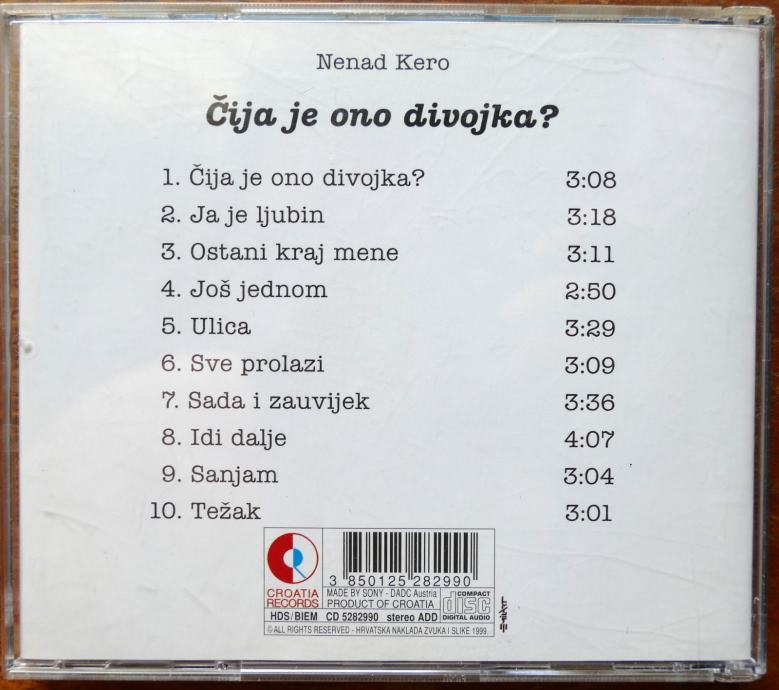 Nenad Kero
Čija je ono divojka?
1. Čija je ono divojka? 3:08
2. Ja je ljubin 3:18
3. Ostani kraj mene 3:11
4. Još jednom 2:50
5. Ulica 3:29
6. Sve prolazi 3:09
7. Sada i zauvijek 3:36
8. Idi dalje 4:07
9. Sanjam 3:04
10. Težak 3:01
CROATIA
RECORDS
3 850125 282990
MADE BY SONY - DADC Austria
PRODUCT OF CROATIA
COMPACT
disc
DIGITAL AUDIO
HDS/BIEM CD 5282990 stereo ADD
© ALL RIGHTS RESERVED - HRVATSKA NAKLADA ZVUKA I SLIKE 1999.